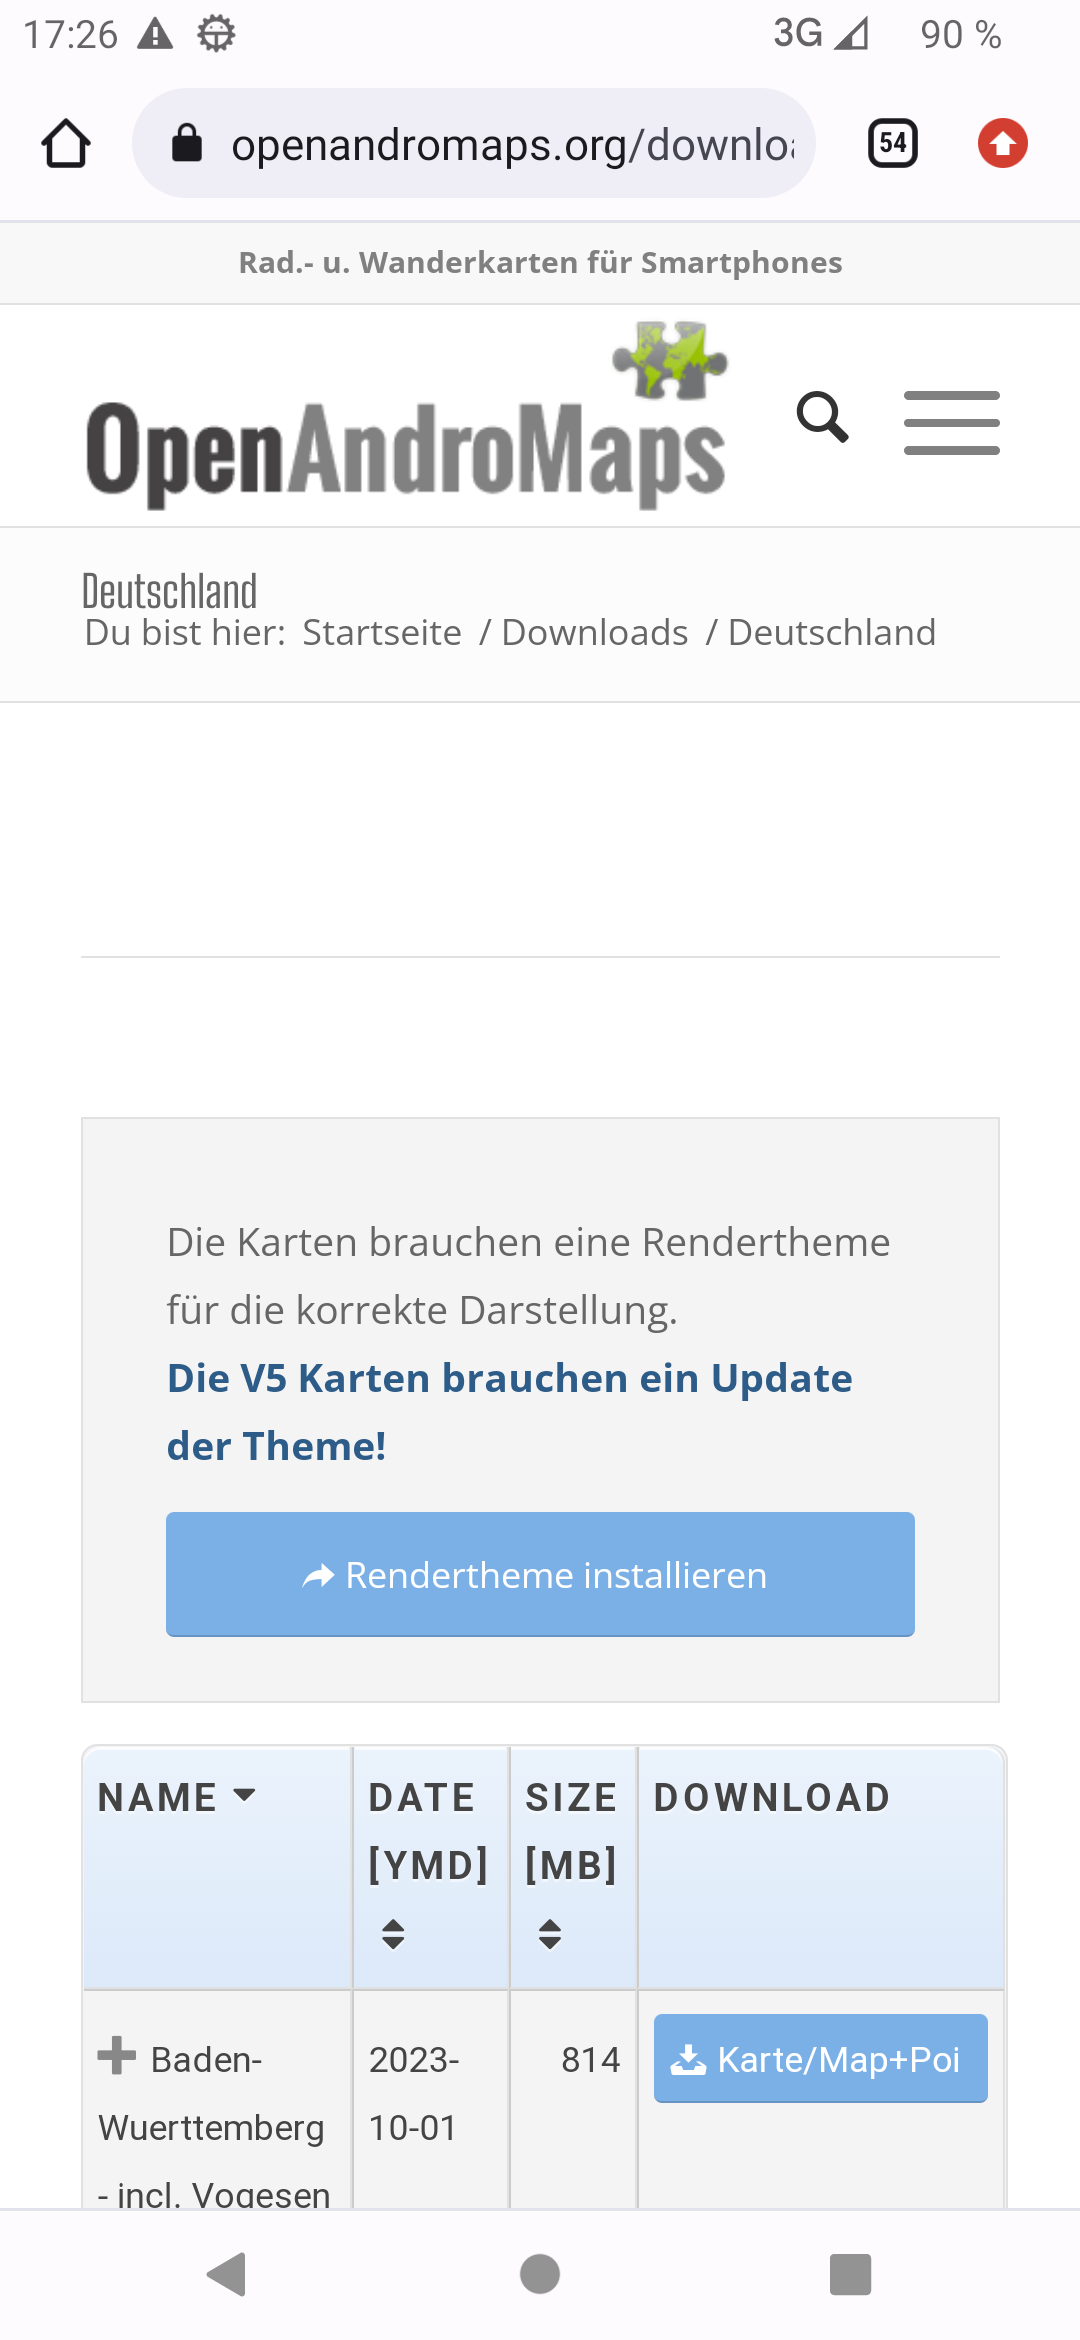 17:26
3G
90 %
openandromaps.org/downloa
54
Rad.- u. Wanderkarten für Smartphones
OpenAndroMaps
Deutschland
Du bist hier: Startseite / Downloads / Deutschland
Die Karten brauchen eine Rendertheme
für die korrekte Darstellung.
Die V5 Karten brauchen ein Update
der Theme!
Rendertheme installieren
NAME DATE SIZE DOWNLOAD
[YMD] [MB]
Baden- 2023- 814 Karte/Map+Poi
Wuerttemberg 10-01
- incl. Vogesen